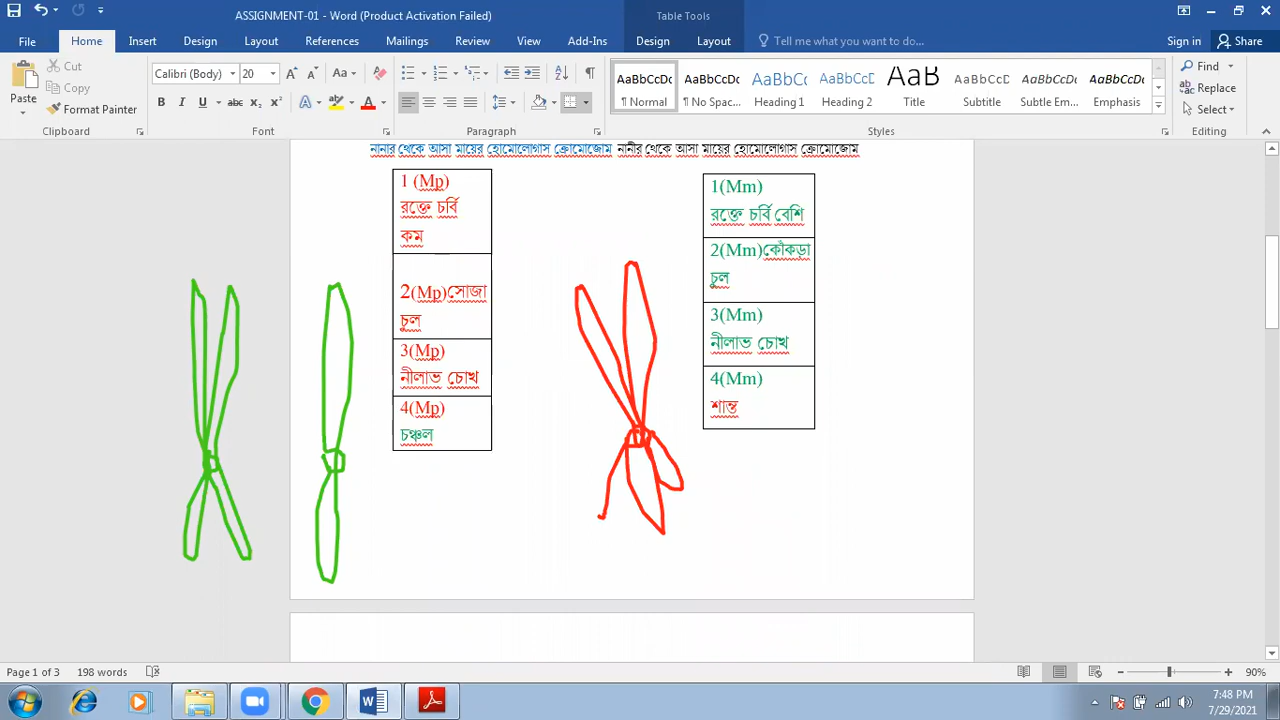 ASSIGNMENT-01 - Word (Product Activation Failed)
Table Tools
File Home Insert Design Layout References Mailings Review View Add-Ins Design Layout Tell me what you want to do... Sign in Share
Paste
Cut
Copy
Format Painter
Clipboard
Calibri (Body) 20
Font
Paragraph
AaBbCcDc AaBbCcDc AaBbCc AaBbCcD AaB AaBbCcD AaBbCcDc AaBbCcDc
¶ Normal ¶ No Spac... Heading 1 Heading 2 Title Subtitle Subtle Em... Emphasis
Styles
Find
Replace
Select
Editing
নানার থেকে আসা মায়ের হোমোলোগাস ক্রোমোজোম নানীর থেকে আসা মায়ের হোমোলোগাস ক্রোমোজোম
1 (Mp)
রক্তে চর্বি
কম
2(Mp)সোজা
চুল
3(Mp)
নীলাভ চোখ
4(Mp)
চঞ্চল
1(Mm)
রক্তে চর্বি বেশি
2(Mm)কোঁকড়া
চুল
3(Mm)
নীলাভ চোখ
4(Mm)
শান্ত
Page 1 of 3 198 words 90%
7:48 PM
7/29/2021